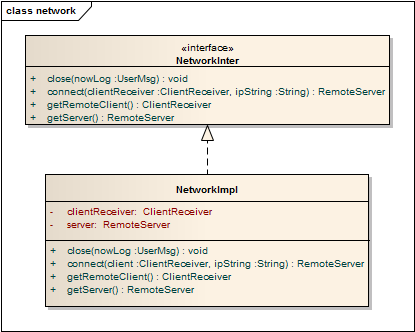 class network
«interface»
NetworkInter
+ close(nowLog :UserMsg) : void
+ connect(clientReceiver :ClientReceiver, ipString :String) : RemoteServer
+ getRemoteClient() : ClientReceiver
+ getServer() : RemoteServer
NetworkImpl
- clientReceiver: ClientReceiver
- server: RemoteServer
+ close(nowLog :UserMsg) : void
+ connect(client :ClientReceiver, ipString :String) : RemoteServer
+ getRemoteClient() : ClientReceiver
+ getServer() : RemoteServer